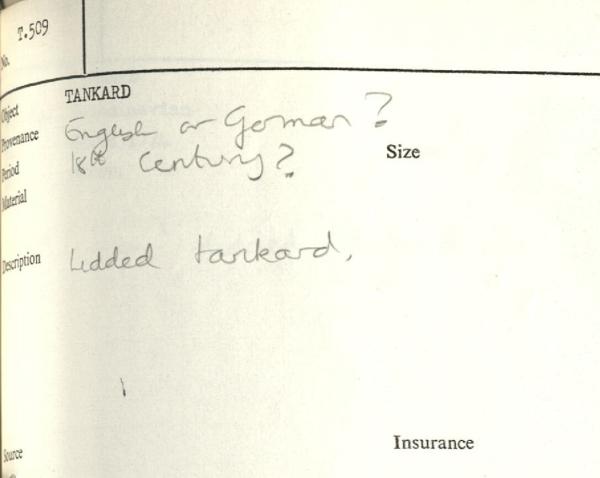 No. T.509
Object TANKARD
Provenance English or German?
Period 18th Century?
Size
Material
Description Lidded tankard,
Insurance
Source